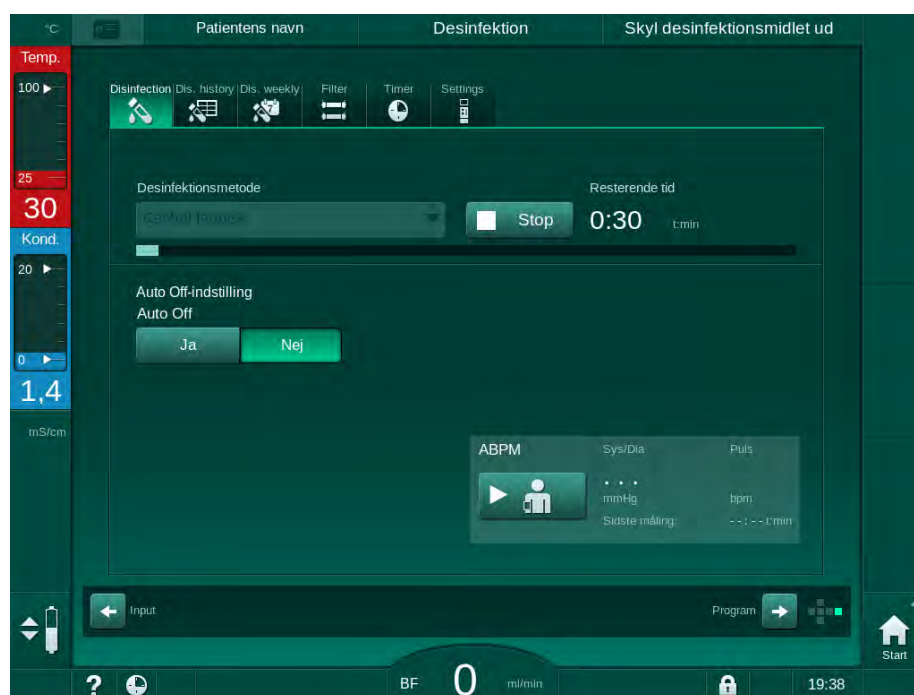 °C
Patientens navn
Desinfektion
Skyl desinfektionsmidlet ud
Temp.
100
25
30
Kond.
20
0
1,4
mS/cm
Disinfection
Dis. history
Dis. weekly
Filter
Timer
Settings
7
Desinfektionsmetode
Resterende tid
Stop
0:30 t:min
Auto Off-indstilling
Auto Off
Ja
Nej
ABPM
Sys/Dia
Puls
. . .
mmHg
bpm
Sidste måling:
--:-- t:min
Input
Program
Start
?
BF 0 ml/min
19:38